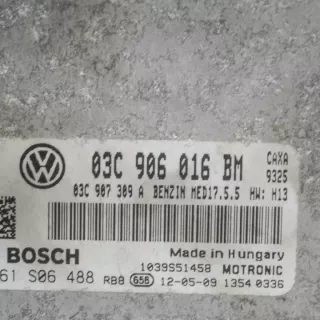 03C 906 016 BM CAXA
9325
03C 907 309 A BENZIN MED17.5.5 HW: H13
BOSCH Made in Hungary
1039S51458 MOTRONIC
61 S06 488 RB8 656 12-05-09 1354 0336